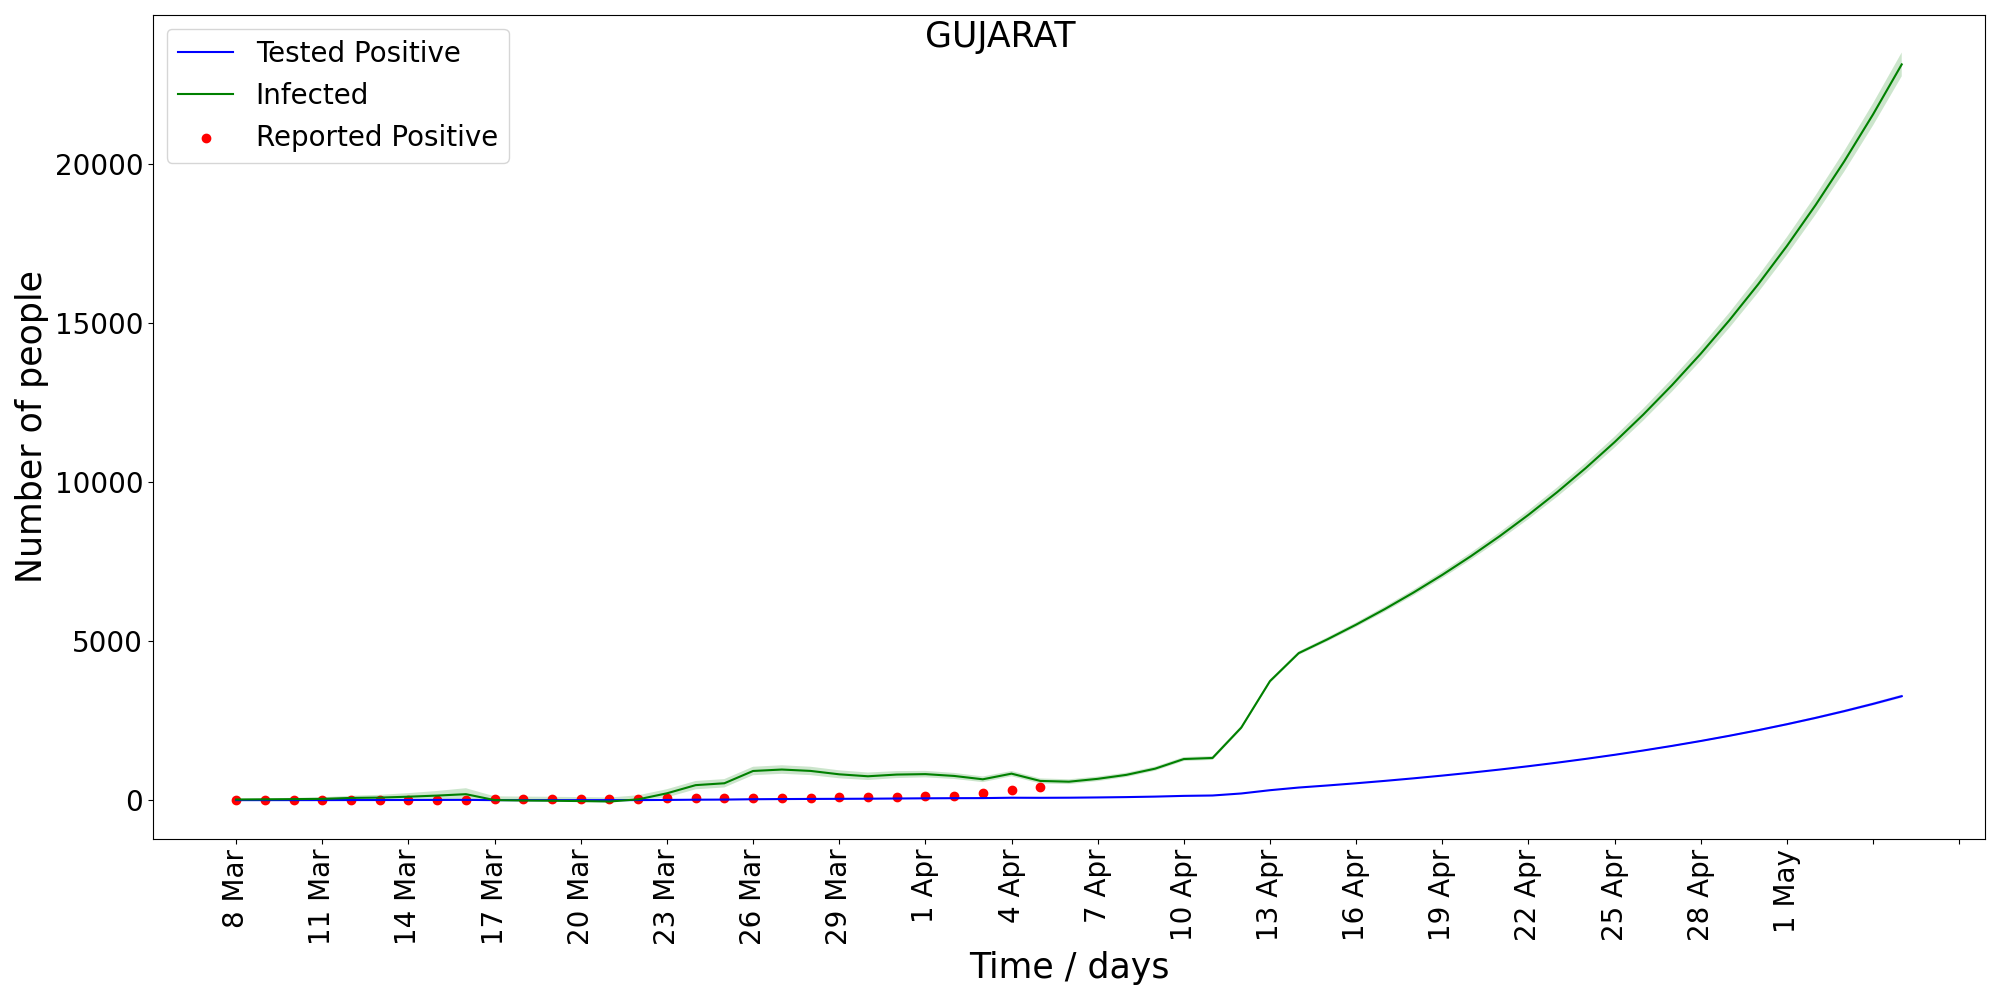 GUJARAT
Tested Positive
Infected
Reported Positive
Number of people
20000
15000
10000
5000
0
8 Mar
11 Mar
14 Mar
17 Mar
20 Mar
23 Mar
26 Mar
29 Mar
1 Apr
4 Apr
7 Apr
10 Apr
13 Apr
16 Apr
19 Apr
22 Apr
25 Apr
28 Apr
1 May
Time / days